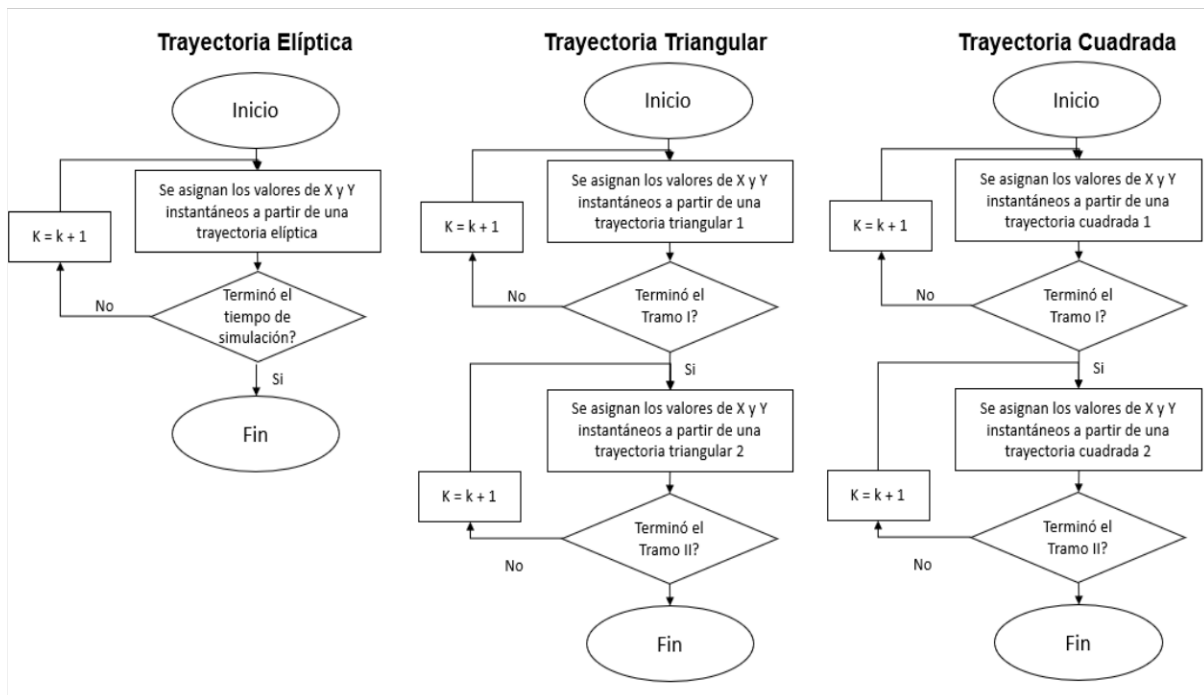 Trayectoria Elíptica
Inicio
Se asignan los valores de X y Y
instantáneos a partir de una
trayectoria elíptica
K = k + 1
No
Terminó el
tiempo de
simulación?
Si
Fin
Trayectoria Triangular
Inicio
Se asignan los valores de X y Y
instantáneos a partir de una
trayectoria triangular 1
K = k + 1
No
Terminó el
Tramo I?
Si
Se asignan los valores de X y Y
instantáneos a partir de una
trayectoria triangular 2
K = k + 1
Terminó el
Tramo II?
No
Fin
Trayectoria Cuadrada
Inicio
Se asignan los valores de X y Y
instantáneos a partir de una
trayectoria cuadrada 1
K = k + 1
No
Terminó el
Tramo I?
Si
Se asignan los valores de X y Y
instantáneos a partir de una
trayectoria cuadrada 2
K = k + 1
Terminó el
Tramo II?
No
Fin